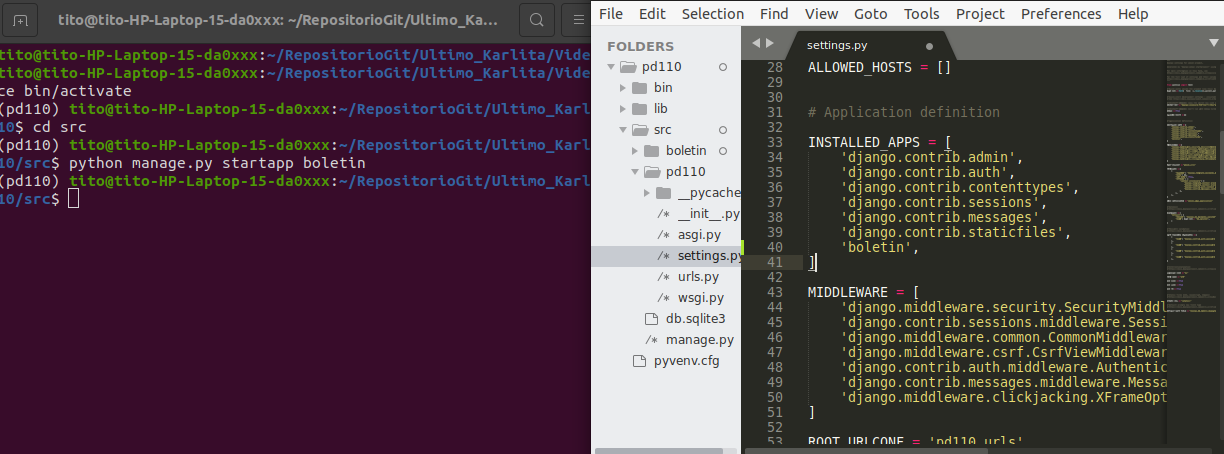 tito@tito-HP-Laptop-15-da0xxx: ~/RepositorioGit/Ultimo_Ka...
tito@tito-HP-Laptop-15-da0xxx:~/RepositorioGit/Ultimo_Karlita/Vide
tito@tito-HP-Laptop-15-da0xxx:~/RepositorioGit/Ultimo_Karlita/Vide
ce bin/activate
(pd110) tito@tito-HP-Laptop-15-da0xxx:~/RepositorioGit/Ultimo_Karl
10$ cd src
(pd110) tito@tito-HP-Laptop-15-da0xxx:~/RepositorioGit/Ultimo_Karl
10/src$ python manage.py startapp boletin
(pd110) tito@tito-HP-Laptop-15-da0xxx:~/RepositorioGit/Ultimo_Karl
10/src$
File Edit Selection Find View Goto Tools Project Preferences Help
FOLDERS
pd110
bin
lib
src
boletin
pd110
__pycache
/* __init__.py
/* asgi.py
/* settings.py
/* urls.py
/* wsgi.py
db.sqlite3
/* manage.py
pyvenv.cfg
settings.py
28 ALLOWED_HOSTS = []
29
30
31 # Application definition
32
33 INSTALLED_APPS = [
34 'django.contrib.admin',
35 'django.contrib.auth',
36 'django.contrib.contenttypes',
37 'django.contrib.sessions',
38 'django.contrib.messages',
39 'django.contrib.staticfiles',
40 'boletin',
41 ]
42
43 MIDDLEWARE = [
44 'django.middleware.security.SecurityMiddl
45 'django.contrib.sessions.middleware.Sessi
46 'django.middleware.common.CommonMiddlewar
47 'django.middleware.csrf.CsrfViewMiddlewar
48 'django.contrib.auth.middleware.Authentic
49 'django.contrib.messages.middleware.Messa
50 'django.middleware.clickjacking.XFrameOpt
51 ]
52
53 ROOT_URLCONF = 'pd110.urls'